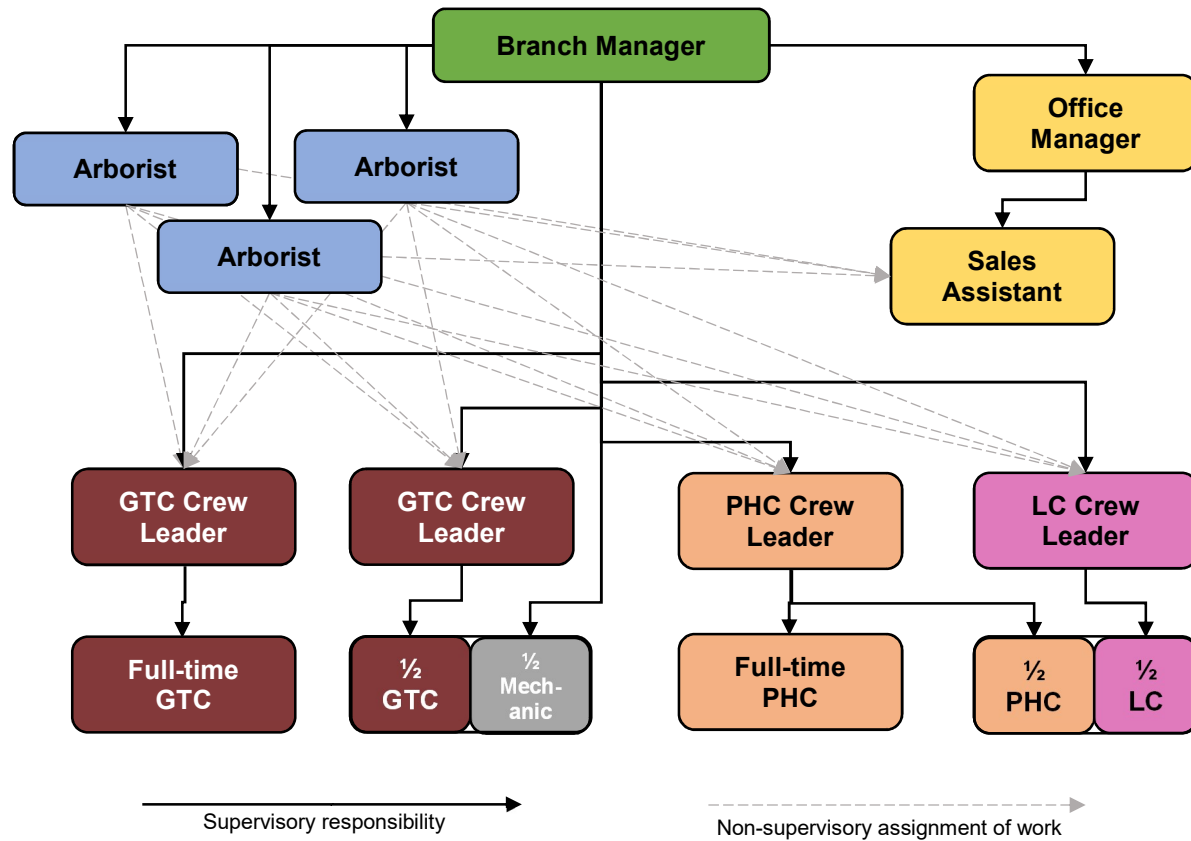 Branch Manager
Office
Manager
Arborist
Arborist
Arborist
Sales
Assistant
GTC Crew
Leader
GTC Crew
Leader
PHC Crew
Leader
LC Crew
Leader
Full-time
GTC
½
GTC
½
Mech-
anic
Full-time
PHC
½
PHC
½
LC
Supervisory responsibility
Non-supervisory assignment of work